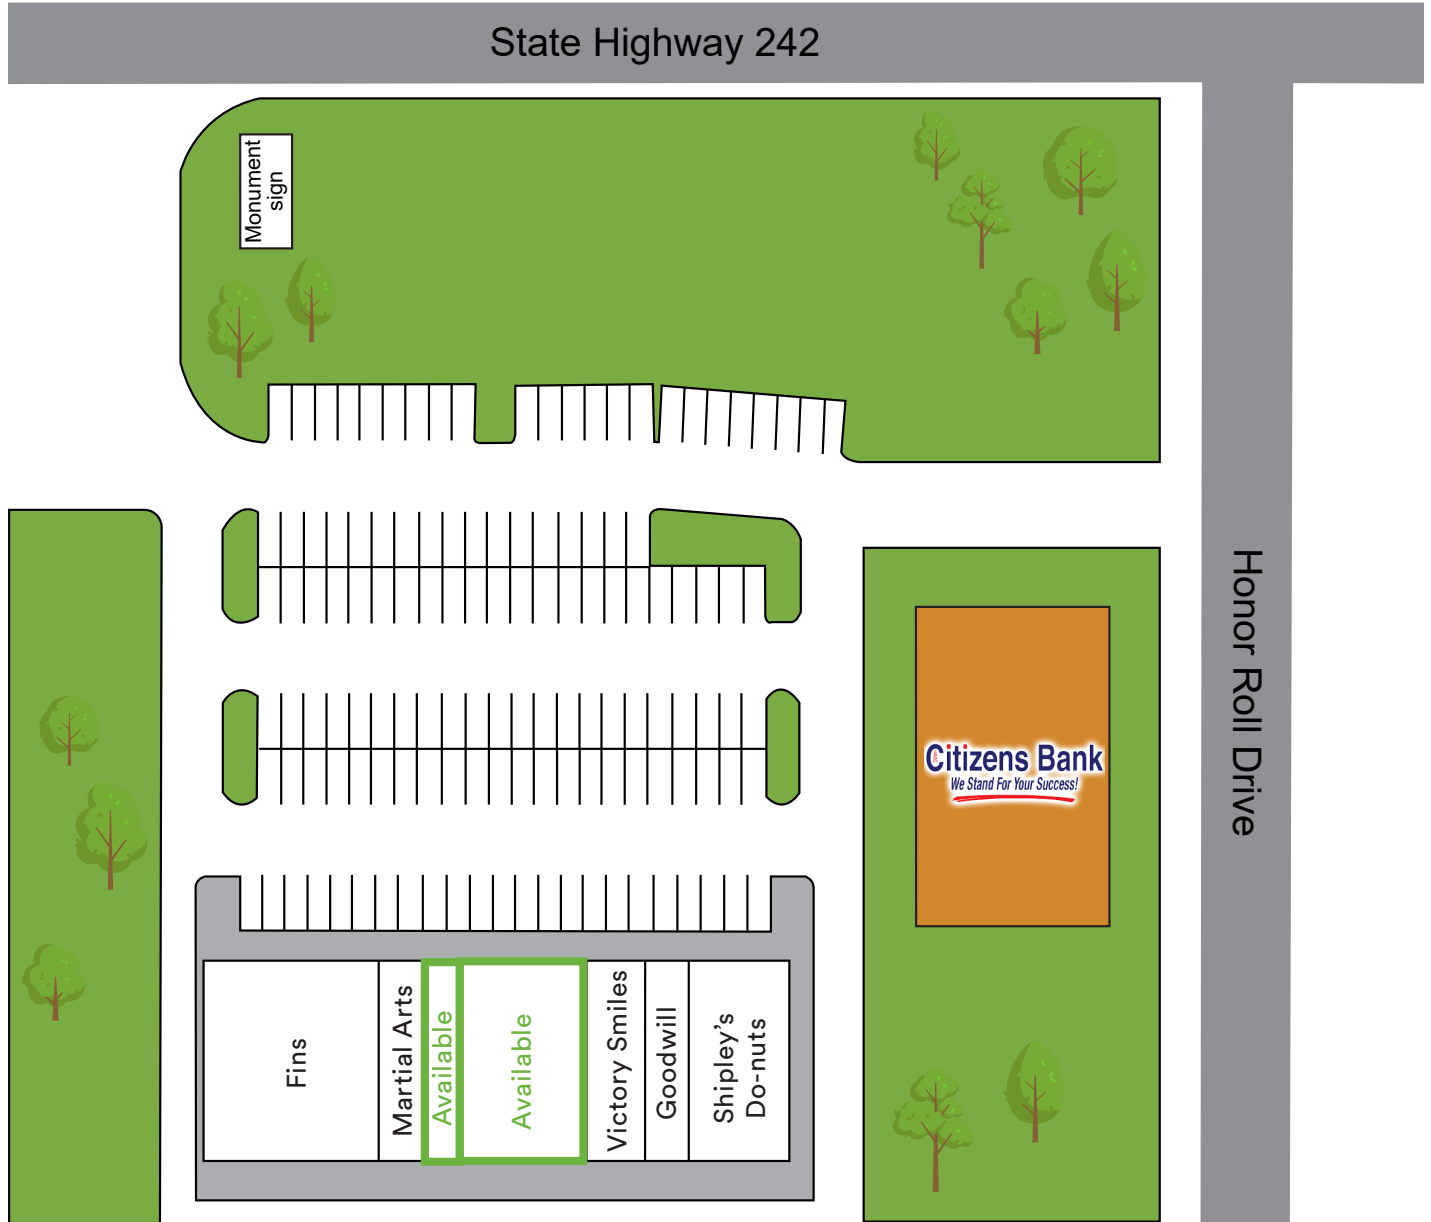 State Highway 242
Monument
sign
Honor Roll Drive
Citizens Bank
We Stand For Your Success!
Fins
Martial Arts
Available
Available
Victory Smiles
Goodwill
Shipley's
Do-nuts